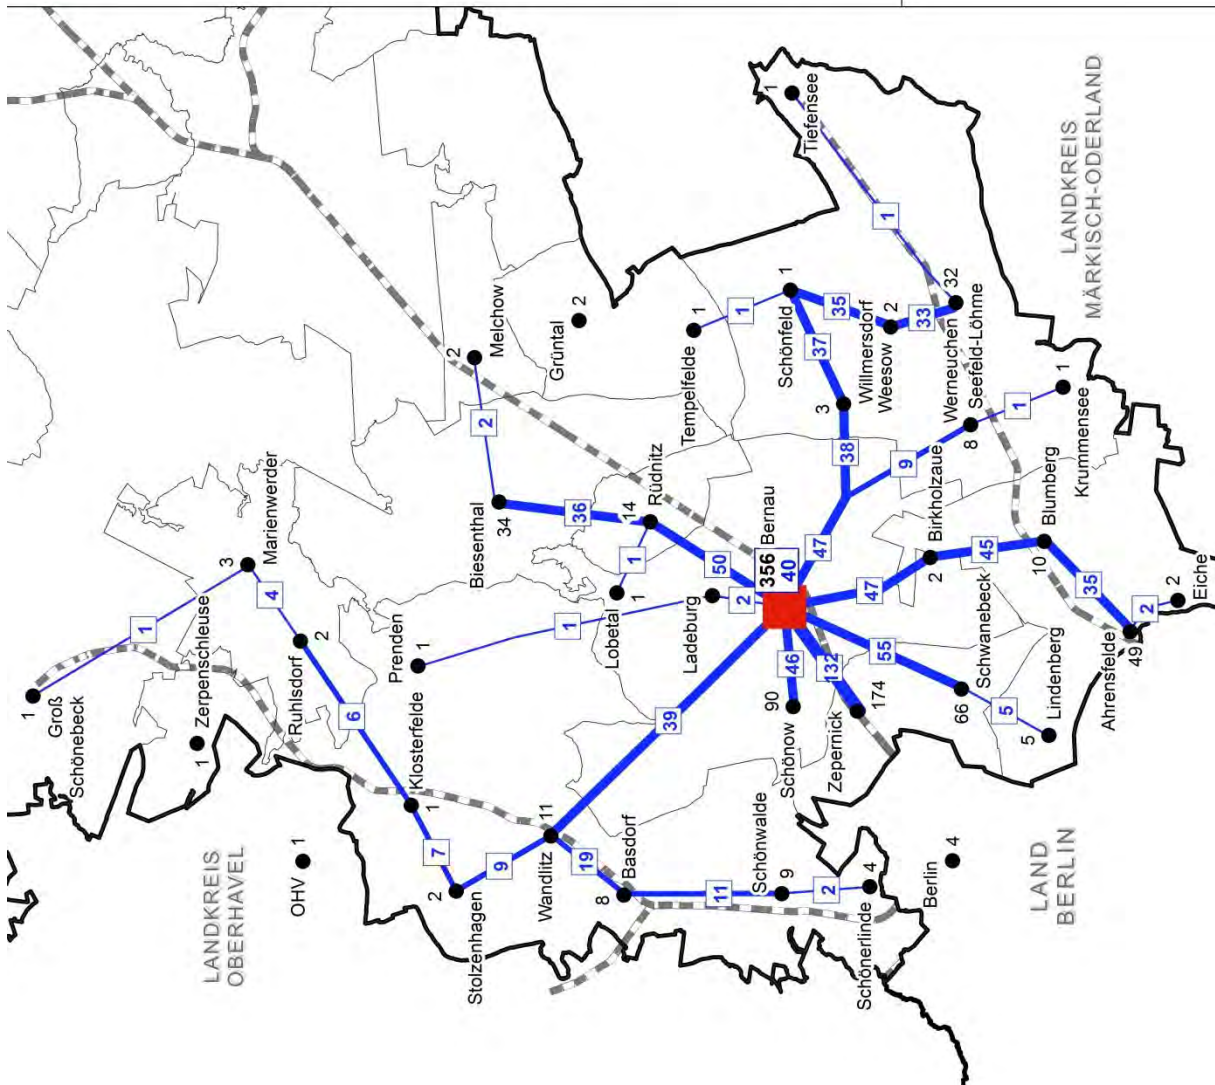 1
Groß
Schönebeck
1
3
Marienwerder
1
Zerpenschleuse
4
2
Ruhlsdorf
LANDKREIS
OBERHAVEL
OHV
1
6
Klosterfelde
1
7
2
Stolzenhagen
9
Wandlitz
11
19
8
Basdorf
11
Schönwalde
9
2
4
Schönerlinde
Berlin
4
LAND
BERLIN
Prenden
1
1
39
2
Melchow
2
Biesenthal
34
36
14
Rüdnitz
1
Lobetal
1
50
Ladeburg
2
Grüntal
2
Bernau
356
40
46
90
Schönow
132
174
Zepernick
55
66
Schwanebeck
5
5
Lindenberg
47
2
Birkholzaue
45
10
Blumberg
35
49
Ahrensfelde
2
2
Eiche
47
38
3
Willmersdorf
37
1
Schönfeld
1
1
Tempelfelde
35
2
Weesow
33
32
Werneuchen
9
8
Seefeld-Löhme
1
1
Krummensee
1
1
Tiefensee
LANDKREIS
MÄRKISCH-ODERLAND